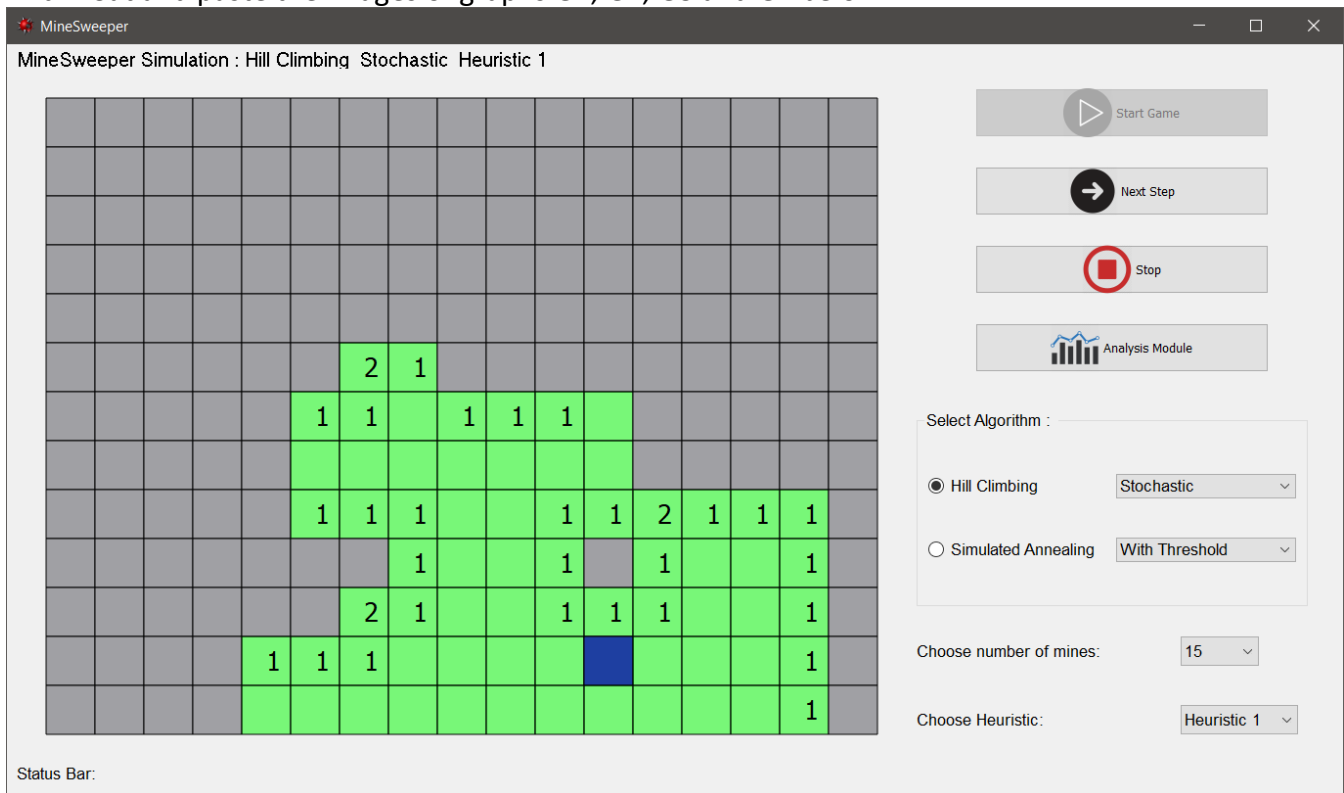 MineSweeper
MineSweeper Simulation : Hill Climbing Stochastic Heuristic 1
Start Game
Next Step
Stop
Analysis Module
2 1
1 1 1 1 1
1 1 1 1 1 2 1 1 1
1 1 1 1
2 1 1 1 1 1
1 1 1 1
1
Select Algorithm :
Hill Climbing Stochastic
Simulated Annealing With Threshold
Choose number of mines: 15
Choose Heuristic: Heuristic 1
Status Bar: